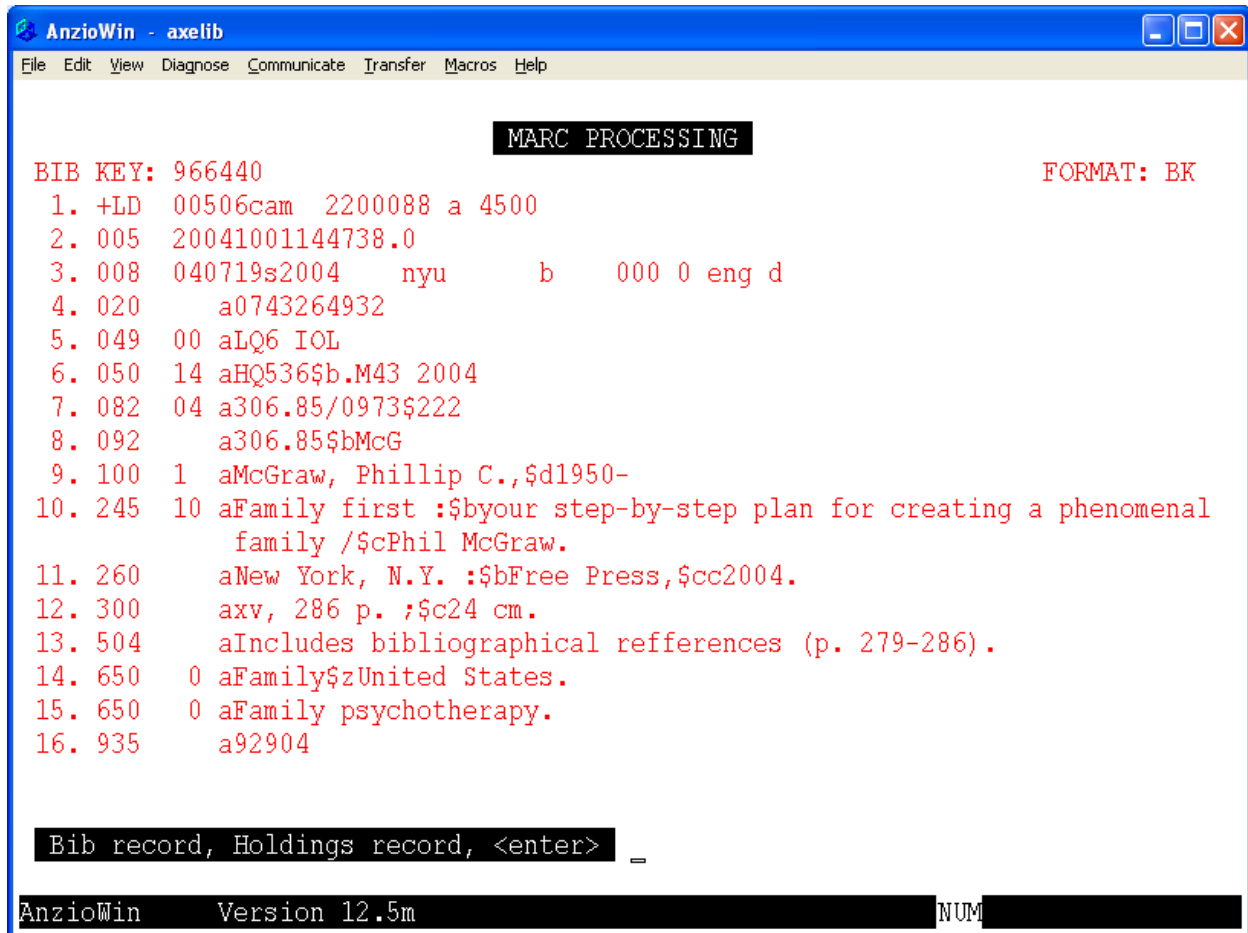 AnzioWin - axelib
File Edit View Diagnose Communicate Transfer Macros Help
MARC PROCESSING
BIB KEY: 966440 FORMAT: BK
1. +LD 00506cam 2200088 a 4500
2. 005 20041001144738.0
3. 008 040719s2004 nyu b 000 0 eng d
4. 020 a0743264932
5. 049 00 aLQ6 IOL
6. 050 14 aHQ536$b.M43 2004
7. 082 04 a306.85/0973$222
8. 092 a306.85$bMcG
9. 100 1 aMcGraw, Phillip C.,$d1950-
10. 245 10 aFamily first :$byour step-by-step plan for creating a phenomenal
family /$cPhil McGraw.
11. 260 aNew York, N.Y. :$bFree Press,$cc2004.
12. 300 axv, 286 p. ;$c24 cm.
13. 504 aIncludes bibliographical refferences (p. 279-286).
14. 650 0 aFamily$zUnited States.
15. 650 0 aFamily psychotherapy.
16. 935 a92904
Bib record, Holdings record, <enter> _
AnzioWin Version 12.5m NUM